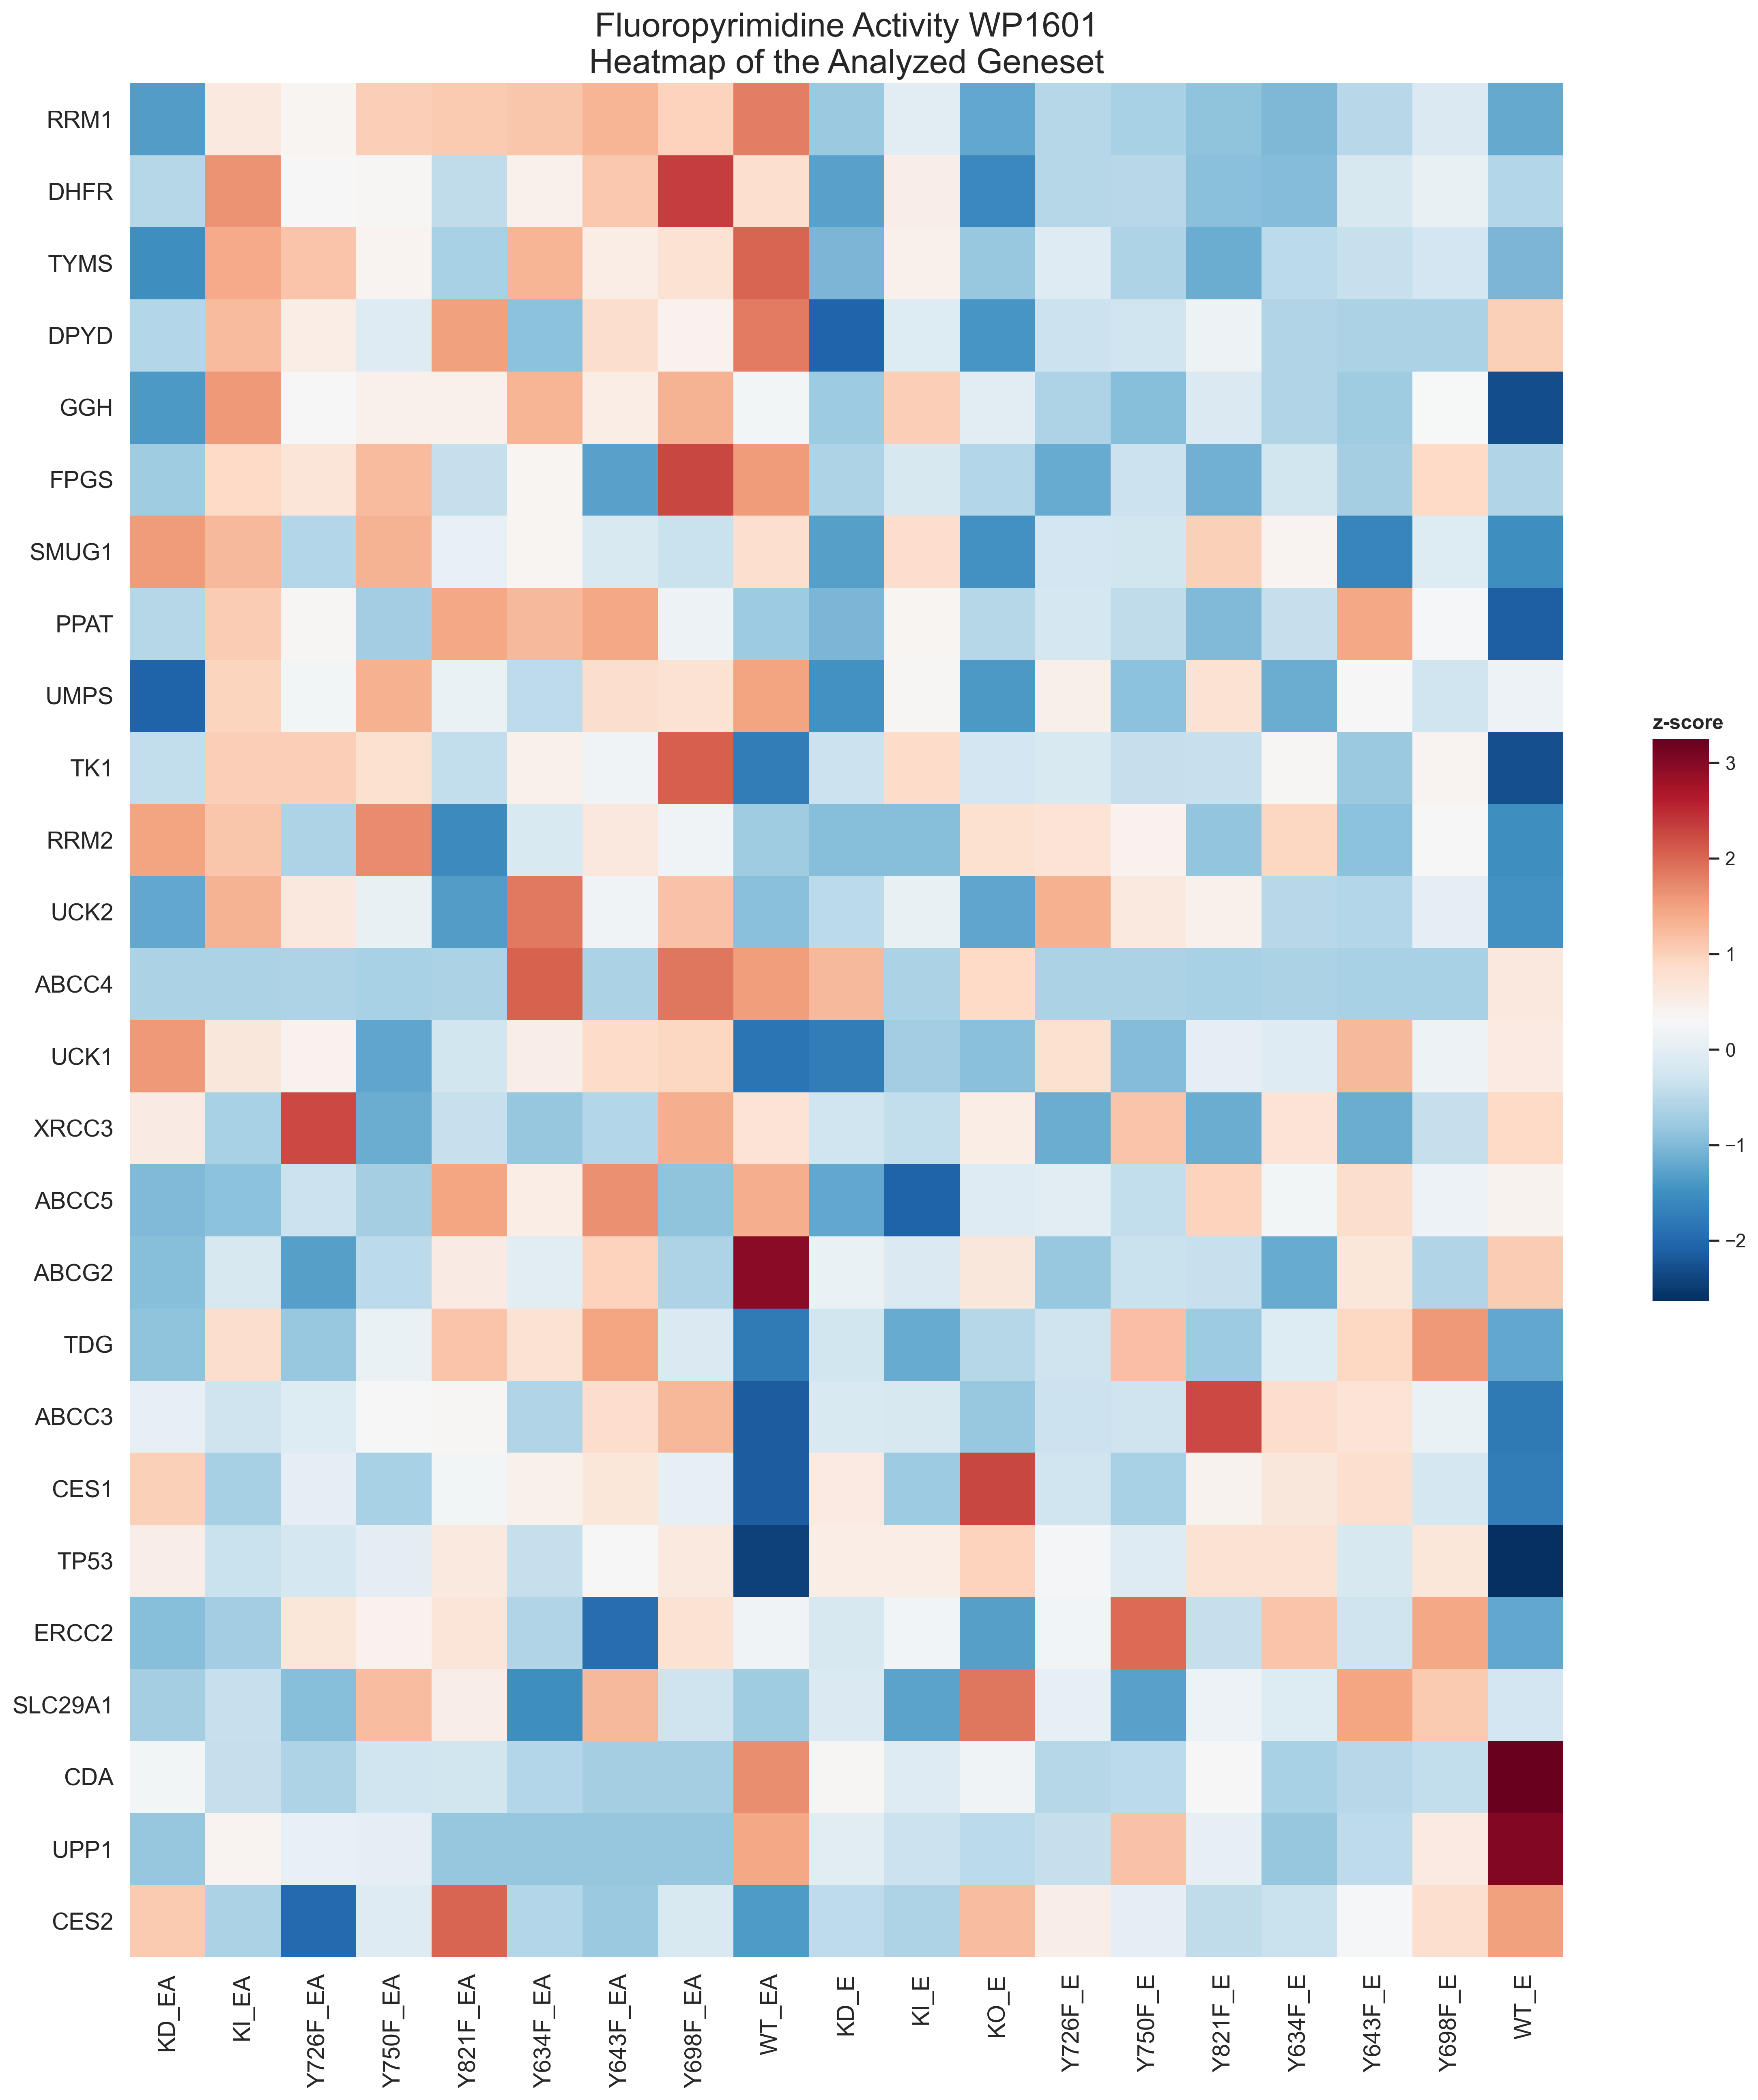 Fluoropyrimidine Activity WP1601
Heatmap of the Analyzed Geneset
RRM1
DHFR
TYMS
DPYD
GGH
FPGS
SMUG1
PPAT
UMPS
TK1
RRM2
UCK2
ABCC4
UCK1
XRCC3
ABCC5
ABCG2
TDG
ABCC3
CES1
TP53
ERCC2
SLC29A1
CDA
UPP1
CES2
KD_EA
KI_EA
Y726F_EA
Y750F_EA
Y821F_EA
Y634F_EA
Y643F_EA
Y698F_EA
WT_EA
KD_E
KI_E
KO_E
Y726F_E
Y750F_E
Y821F_E
Y634F_E
Y643F_E
Y698F_E
WT_E
z-score
3
2
1
0
−1
−2